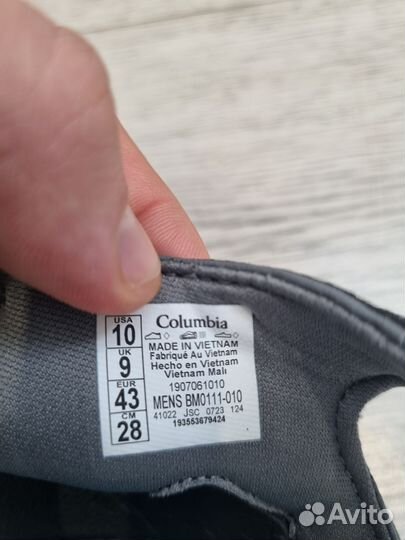 USA
10
UK
9
EUR
43
CM
28
Columbia
MADE IN VIETNAM
Fabriqué Au Vietnam
Hecho en Vietnam
Vietnam Malı
1907061010
MENS BM0111-010
41022 JSC 0723 124
193553679424
Avito